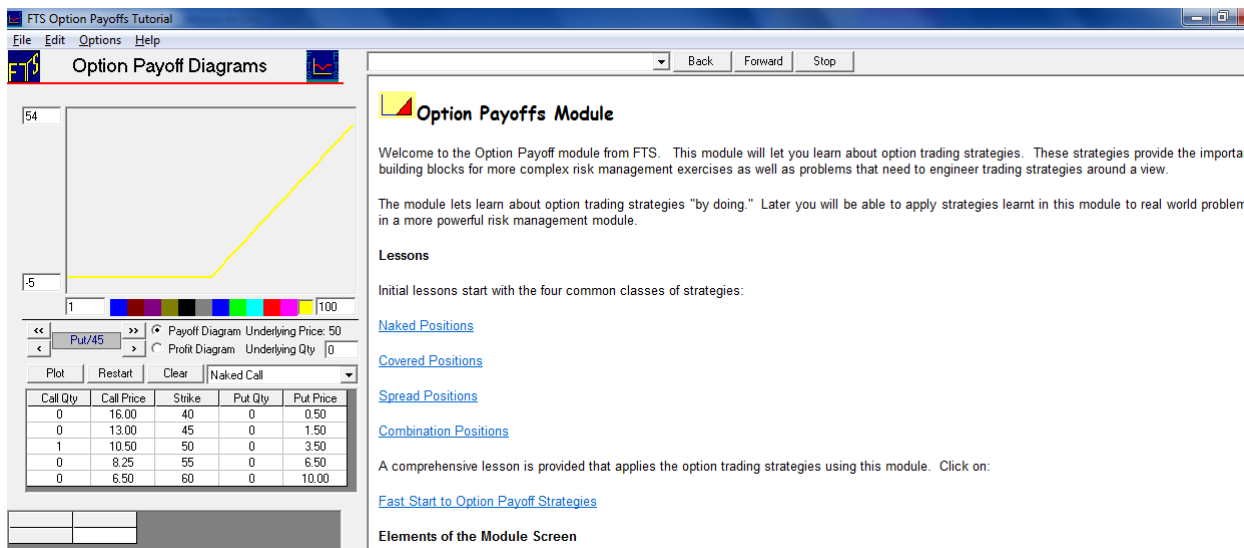 FTS Option Payoffs Tutorial
File Edit Options Help
FTS Option Payoff Diagrams
Back Forward Stop
54
-5
1 100
<< >> Payoff Diagram Underlying Price: 50
Put/45
< > Profit Diagram Underlying Qty 0
Plot Restart Clear Naked Call
Call Qty Call Price Strike Put Qty Put Price
0 16.00 40 0 0.50
0 13.00 45 0 1.50
1 10.50 50 0 3.50
0 8.25 55 0 6.50
0 6.50 60 0 10.00
Option Payoffs Module
Welcome to the Option Payoff module from FTS. This module will let you learn about option trading strategies. These strategies provide the importa
building blocks for more complex risk management exercises as well as problems that need to engineer trading strategies around a view.
The module lets learn about option trading strategies "by doing." Later you will be able to apply strategies learnt in this module to real world problem
in a more powerful risk management module.
Lessons
Initial lessons start with the four common classes of strategies:
Naked Positions
Covered Positions
Spread Positions
Combination Positions
A comprehensive lesson is provided that applies the option trading strategies using this module. Click on:
Fast Start to Option Payoff Strategies
Elements of the Module Screen